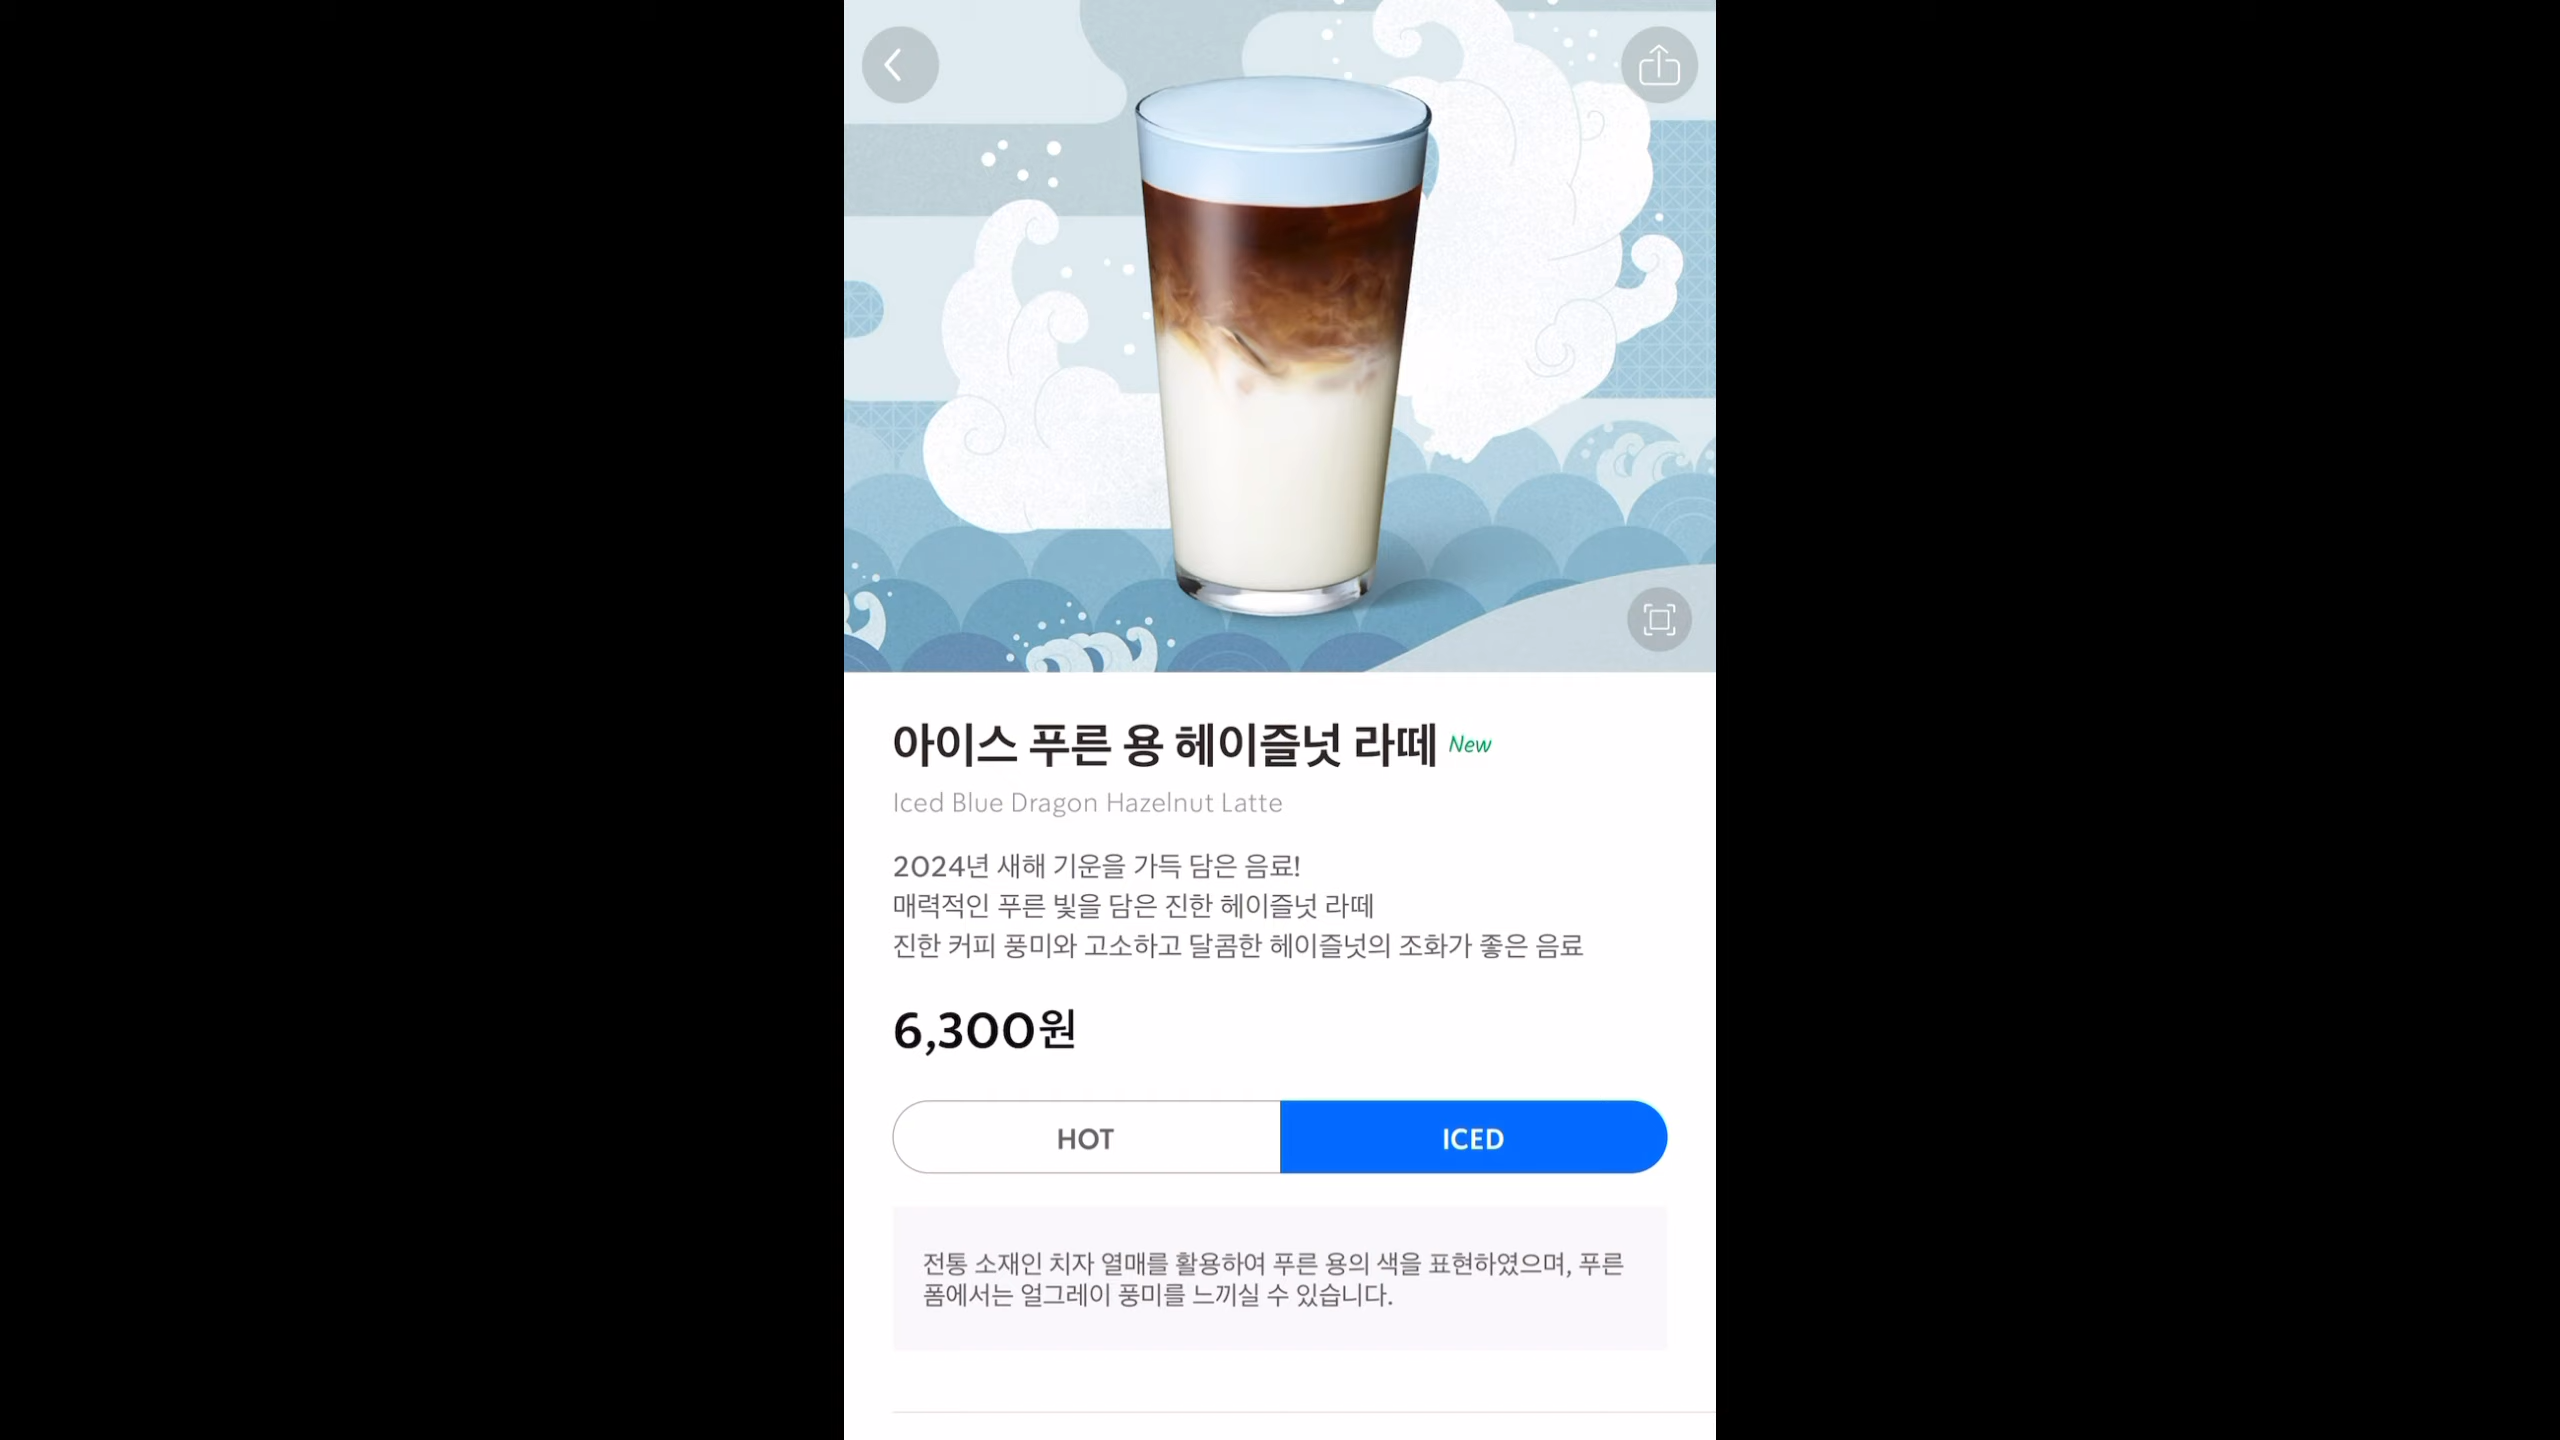 아이스 푸른 용 헤이즐넛 라떼 New
Iced Blue Dragon Hazelnut Latte
2024년 새해 기운을 가득 담은 음료!
매력적인 푸른 빛을 담은 진한 헤이즐넛 라떼
진한 커피 풍미와 고소하고 달콤한 헤이즐넛의 조화가 좋은 음료
6,300원
HOT ICED
전통 소재인 치자 열매를 활용하여 푸른 용의 색을 표현하였으며, 푸른
폼에서는 얼그레이 풍미를 느끼실 수 있습니다.